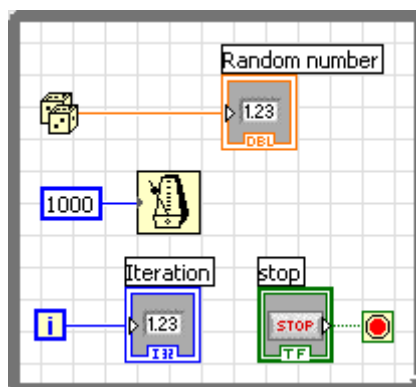 Random number
1.23
DBL
1000
Iteration
stop
i
1.23
STOP
I32
TF